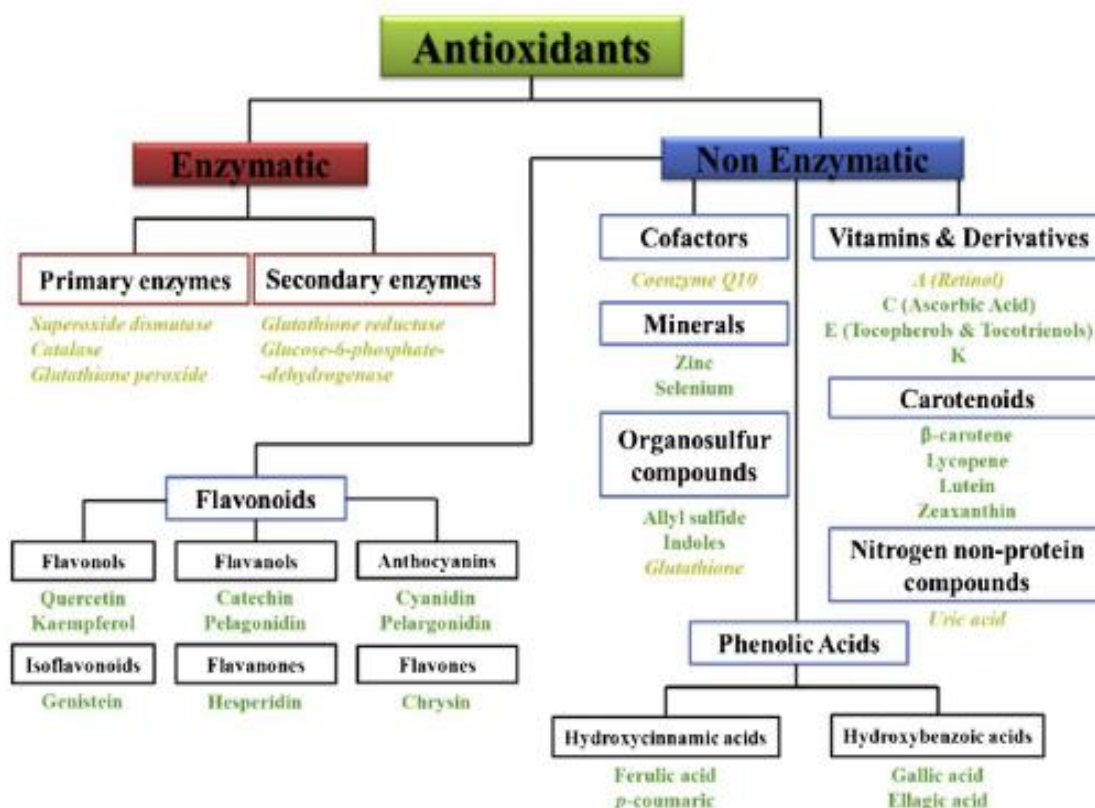 Antioxidants
Enzymatic
Non Enzymatic
Primary enzymes
Superoxide dismutase
Catalase
Glutathione peroxide
Secondary enzymes
Glutathione reductase
Glucose-6-phosphate-
-dehydrogenase
Cofactors
Coenzyme Q10
Minerals
Zinc
Selenium
Organosulfur
compounds
Allyl sulfide
Indoles
Glutathione
Vitamins & Derivatives
A (Retinol)
C (Ascorbic Acid)
E (Tocopherols & Tocotrienols)
K
Carotenoids
β-carotene
Lycopene
Lutein
Zeaxanthin
Nitrogen non-protein
compounds
Uric acid
Flavonoids
Flavonols
Quercetin
Kaempferol
Flavanols
Catechin
Pelagonidin
Anthocyanins
Cyanidin
Pelargonidin
Isoflavonoids
Genistein
Flavanones
Hesperidin
Flavones
Chrysin
Phenolic Acids
Hydroxycinnamic acids
Ferulic acid
p-coumaric
Hydroxybenzoic acids
Gallic acid
Ellagic acid